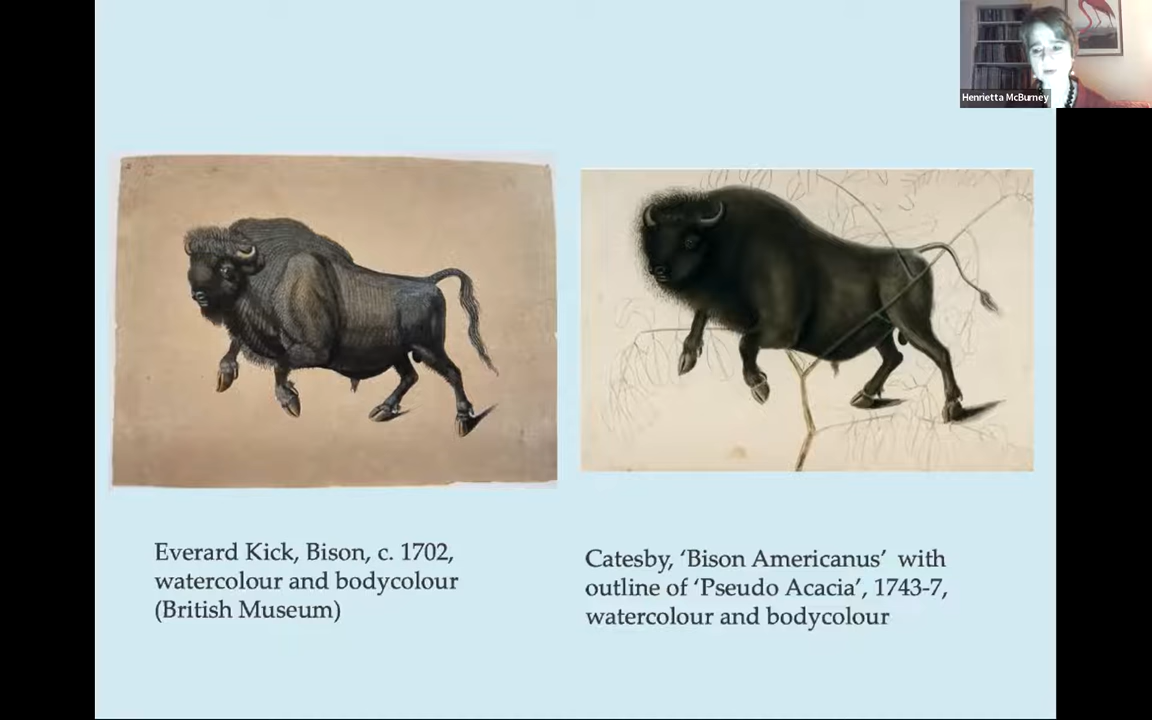 Henrietta McBurney
Everard Kick, Bison, c. 1702,
watercolour and bodycolour
(British Museum)
Catesby, ‘Bison Americanus’ with
outline of ‘Pseudo Acacia’, 1743-7,
watercolour and bodycolour